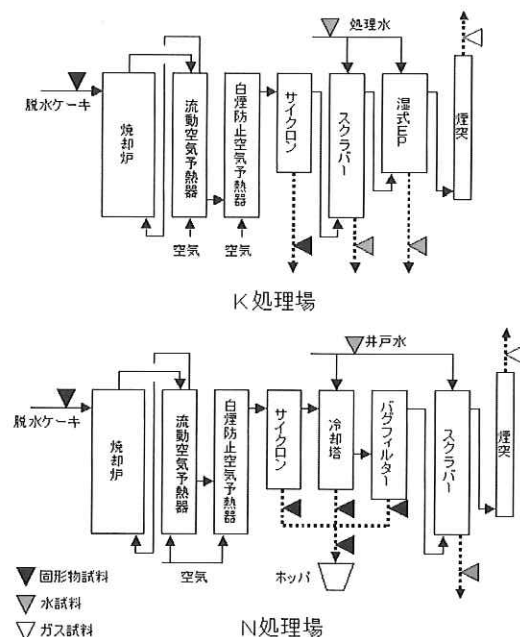 処理水
脱水ケーキ
焼却炉
流動空気予熱器
白煙防止空気予熱器
サイクロン
スクラバー
湿式EP
煙突
空気
空気
K処理場
井戸水
脱水ケーキ
焼却炉
流動空気予熱器
白煙防止空気予熱器
サイクロン
冷却塔
バグフィルター
スクラバー
煙突
空気
ホッパ
固形物試料
水試料
ガス試料
N処理場